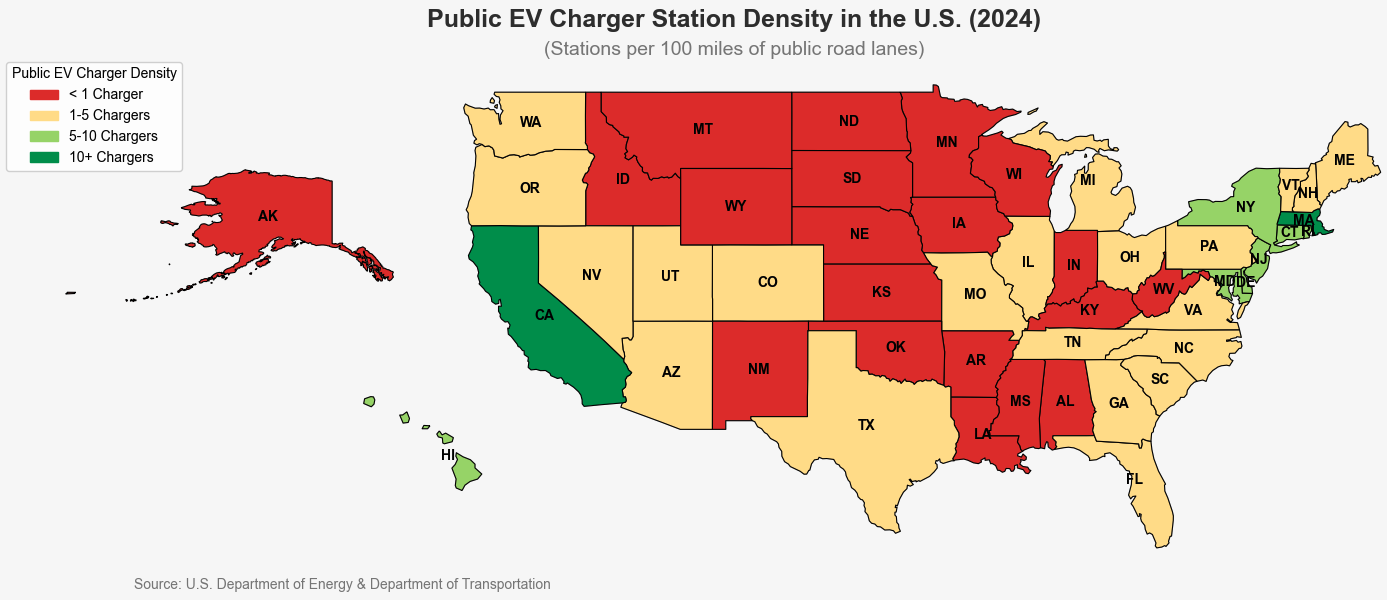 Public EV Charger Station Density in the U.S. (2024)
(Stations per 100 miles of public road lanes)
Public EV Charger Density
< 1 Charger
1-5 Chargers
5-10 Chargers
10+ Chargers
WA
MT
ND
MN
ME
OR
ID
SD
WI
MI
VT
NH
AK
WY
NY
NE
IA
MA
CT
PA
NV
UT
CO
IL
IN
OH
NJ
MD
DE
CA
KS
MO
WV
KY
VA
AZ
NM
OK
AR
TN
NC
SC
TX
LA
MS
AL
GA
HI
FL
Source: U.S. Department of Energy & Department of Transportation